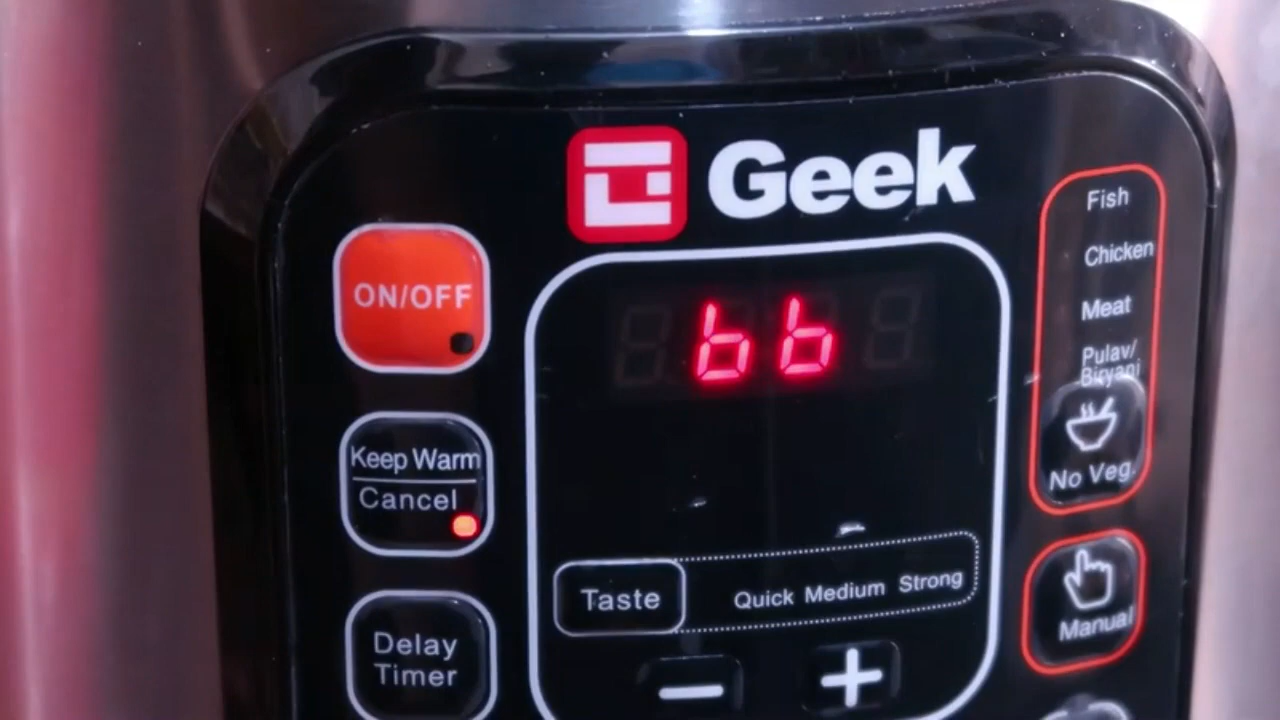 Geek
ON/OFF
bb
Keep Warm
Cancel
Delay
Timer
Taste
Quick Medium Strong
Fish
Chicken
Meat
Pulav/
Biryani
No Veg.
Manual